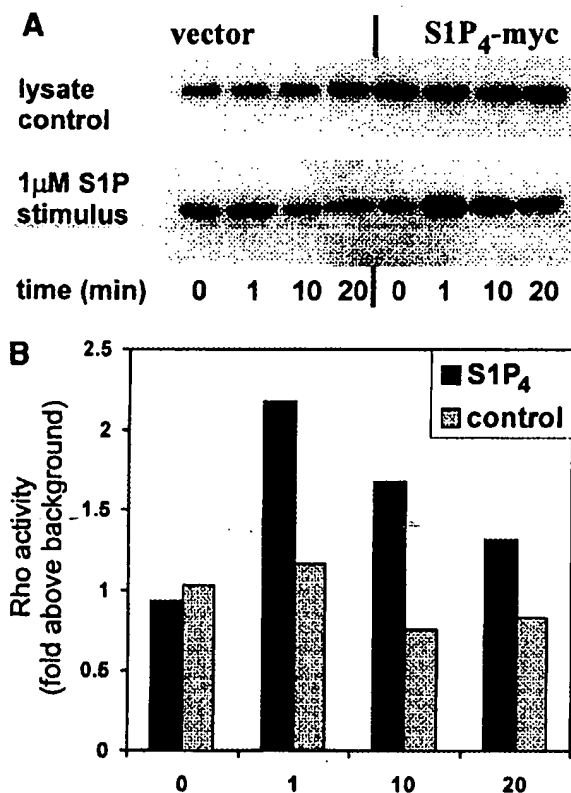 A
vector S1P₄-myc
lysate
control
1µM S1P
stimulus
time (min) 0 1 10 20 0 1 10 20
B
Rho activity
(fold above background)
2.5
2
1.5
1
0.5
0
S1P₄
control
0 1 10 20